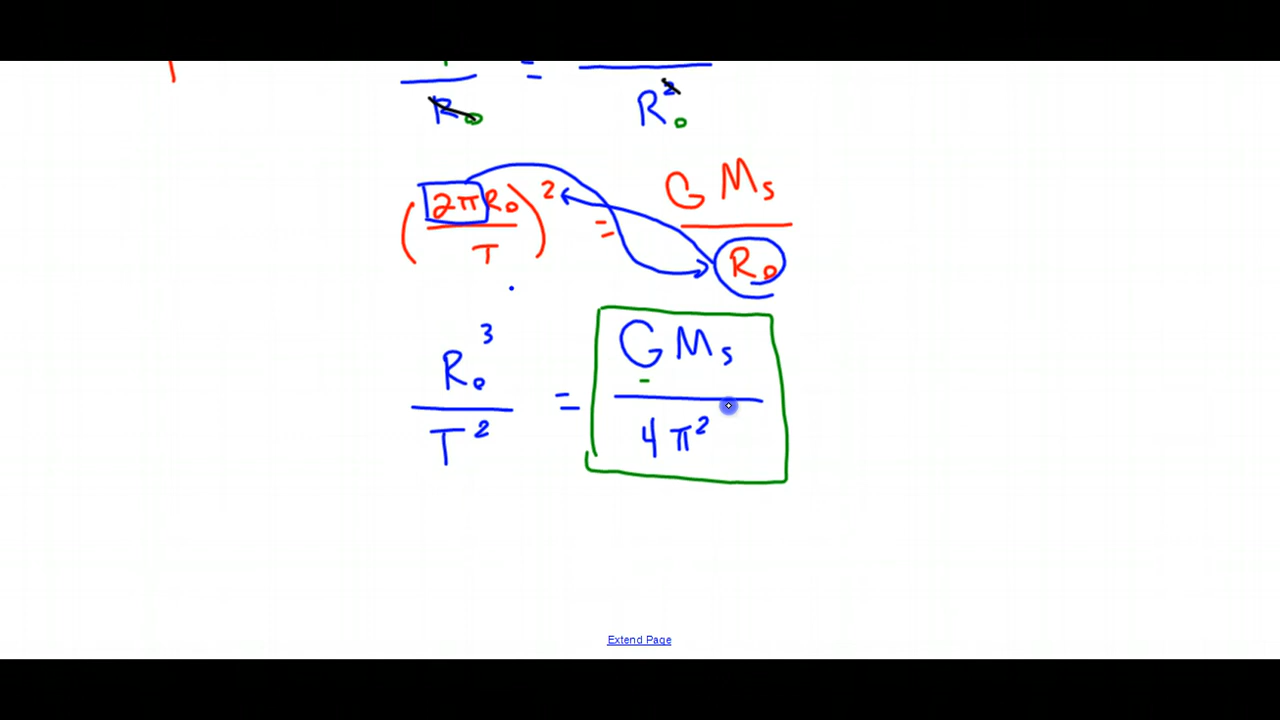 R₀ = R₀²
(2πR₀/T)² = GMₛ/R₀
R₀³/T² = GMₛ/4π²
Extend Page